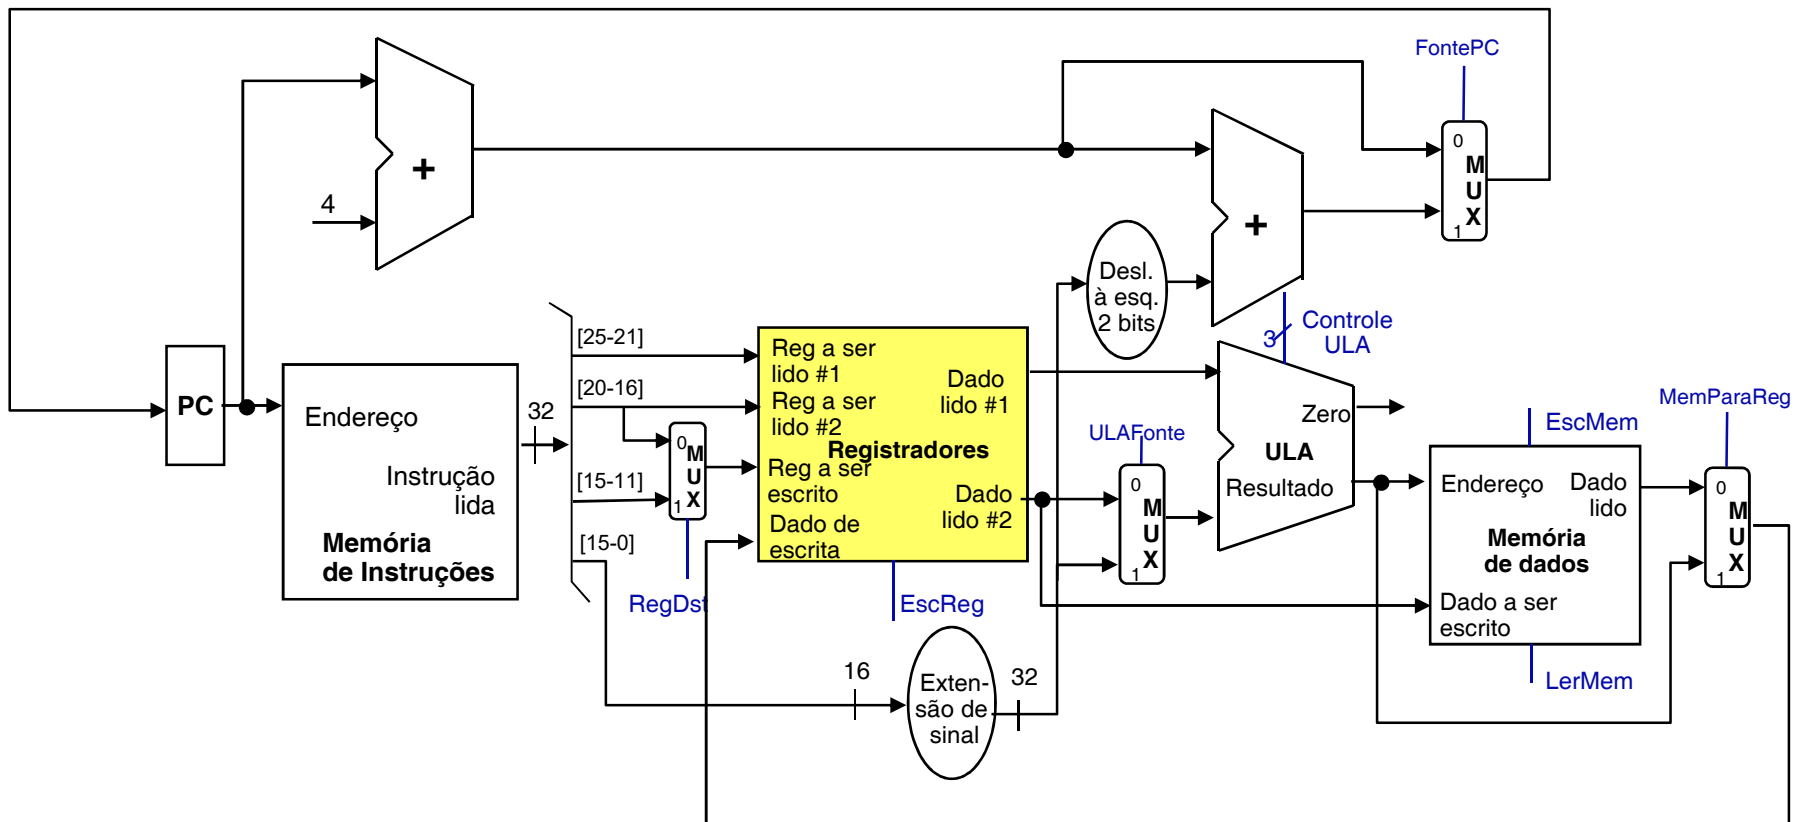 FontePC
0
M
U
X
1
+
4
+
Desl.
à esq.
2 bits
3
Controle
ULA
PC
Endereço
Instrução
lida
Memória
de Instruções
32
[25-21]
[20-16]
[15-11]
[15-0]
0
M
U
X
1
RegDst
Reg a ser
lido #1
Reg a ser
lido #2
Registradores
Reg a ser
escrito
Dado de
escrita
Dado
lido #1
Dado
lido #2
EscReg
16
Exten-
são de
sinal
32
ULAFonte
0
M
U
X
1
Zero
ULA
Resultado
EscMem
Endereço
Dado
lido
Memória
de dados
Dado a ser
escrito
LerMem
MemParaReg
0
M
U
X
1